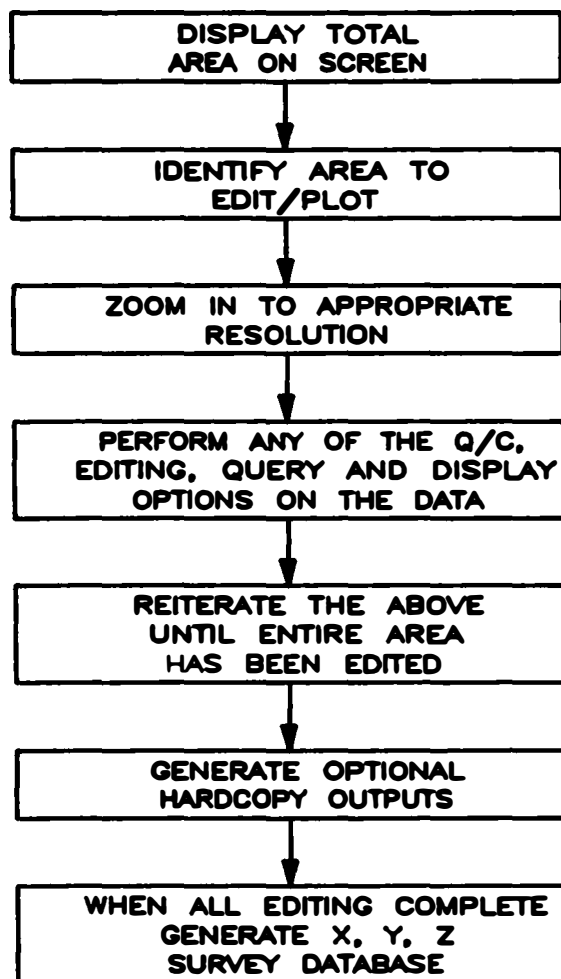 DISPLAY TOTAL
AREA ON SCREEN
IDENTIFY AREA TO
EDIT/PLOT
ZOOM IN TO APPROPRIATE
RESOLUTION
PERFORM ANY OF THE Q/C,
EDITING, QUERY AND DISPLAY
OPTIONS ON THE DATA
REITERATE THE ABOVE
UNTIL ENTIRE AREA
HAS BEEN EDITED
GENERATE OPTIONAL
HARDCOPY OUTPUTS
WHEN ALL EDITING COMPLETE
GENERATE X, Y, Z
SURVEY DATABASE